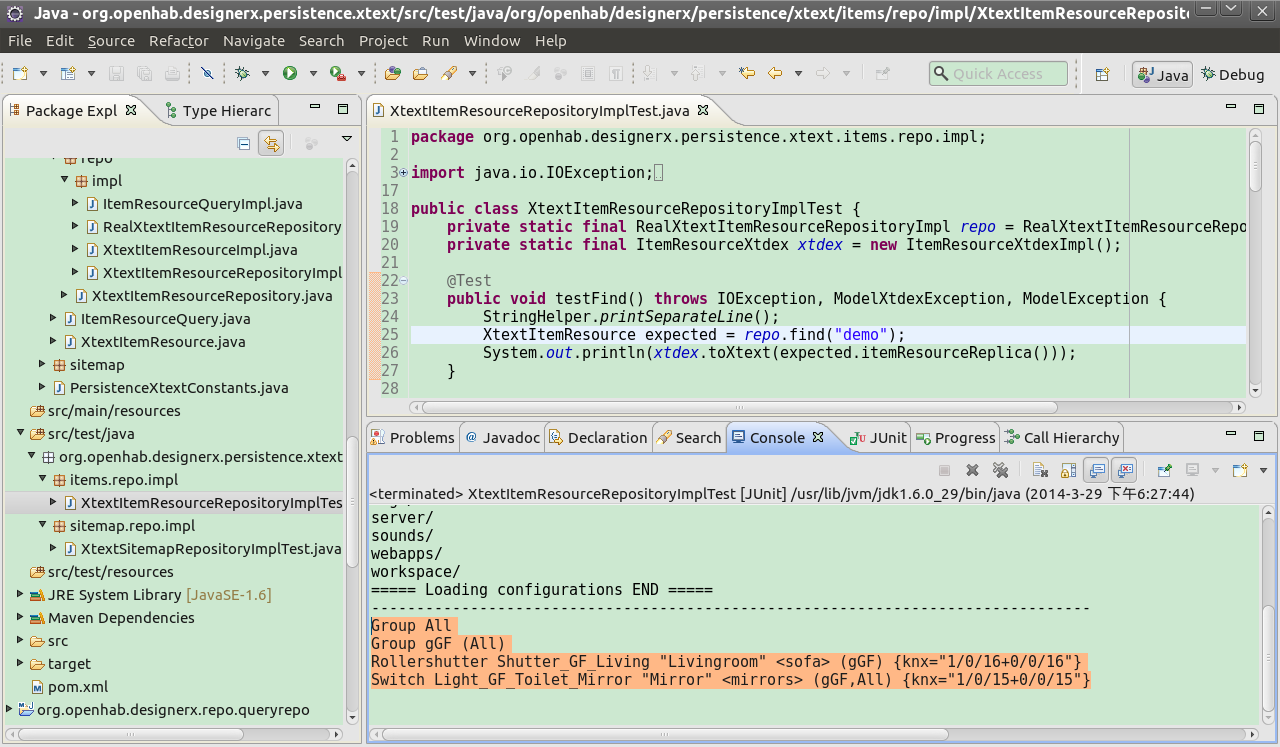 Java - org.openhab.designerx.persistence.xtext/src/test/java/org/openhab/designerx/persistence/xtext/items/repo/impl/XtextItemResourceReposito
File Edit Source Refactor Navigate Search Project Run Window Help
Quick Access
Java
Debug
Package Expl
Type Hierarc
repo
impl
ItemResourceQueryImpl.java
RealXtextItemResourceRepository
XtextItemResourceImpl.java
XtextItemResourceRepositoryImpl
XtextItemResourceRepository.java
ItemResourceQuery.java
XtextItemResource.java
sitemap
PersistenceXtextConstants.java
src/main/resources
src/test/java
org.openhab.designerx.persistence.xtext
items.repo.impl
XtextItemResourceRepositoryImplTes
sitemap.repo.impl
XtextSitemapRepositoryImplTest.java
src/test/resources
JRE System Library [JavaSE-1.6]
Maven Dependencies
src
target
pom.xml
org.openhab.designerx.repo.queryrepo
XtextItemResourceRepositoryImplTest.java
1 package org.openhab.designerx.persistence.xtext.items.repo.impl;
2
3 import java.io.IOException;
17
18 public class XtextItemResourceRepositoryImplTest {
19 private static final RealXtextItemResourceRepositoryImpl repo = RealXtextItemResourceRepo
20 private static final ItemResourceXtdex xtdex = new ItemResourceXtdexImpl();
21
22 @Test
23 public void testFind() throws IOException, ModelXtdexException, ModelException {
24 StringHelper.printSeparateLine();
25 XtextItemResource expected = repo.find("demo");
26 System.out.println(xtdex.toXtext(expected.itemResourceReplica()));
27 }
28
Problems
Javadoc
Declaration
Search
Console
JUnit
Progress
Call Hierarchy
<terminated> XtextItemResourceRepositoryImplTest [JUnit] /usr/lib/jvm/jdk1.6.0_29/bin/java (2014-3-29 下午6:27:44)
server/
sounds/
webapps/
workspace/
===== Loading configurations END =====
--------------------------------------------------------------------------------
Group All
Group gGF (All)
Rollershutter Shutter_GF_Living "Livingroom" <sofa> (gGF) {knx="1/0/16+0/0/16"}
Switch Light_GF_Toilet_Mirror "Mirror" <mirrors> (gGF,All) {knx="1/0/15+0/0/15"}